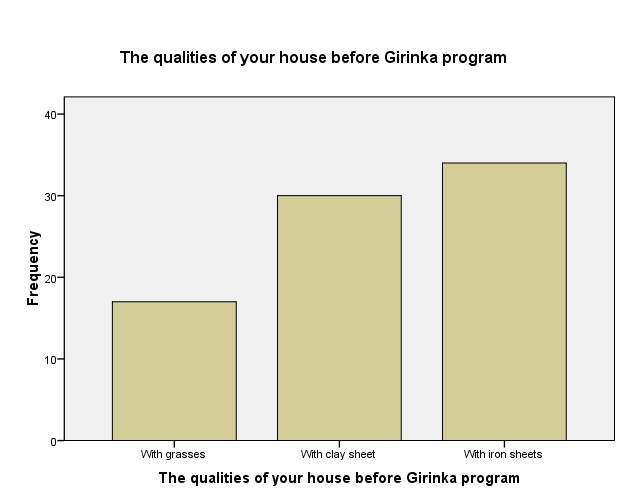 The qualities of your house before Girinka program
40
30
20
10
0
Frequency
With grasses
With clay sheet
With iron sheets
The qualities of your house before Girinka program